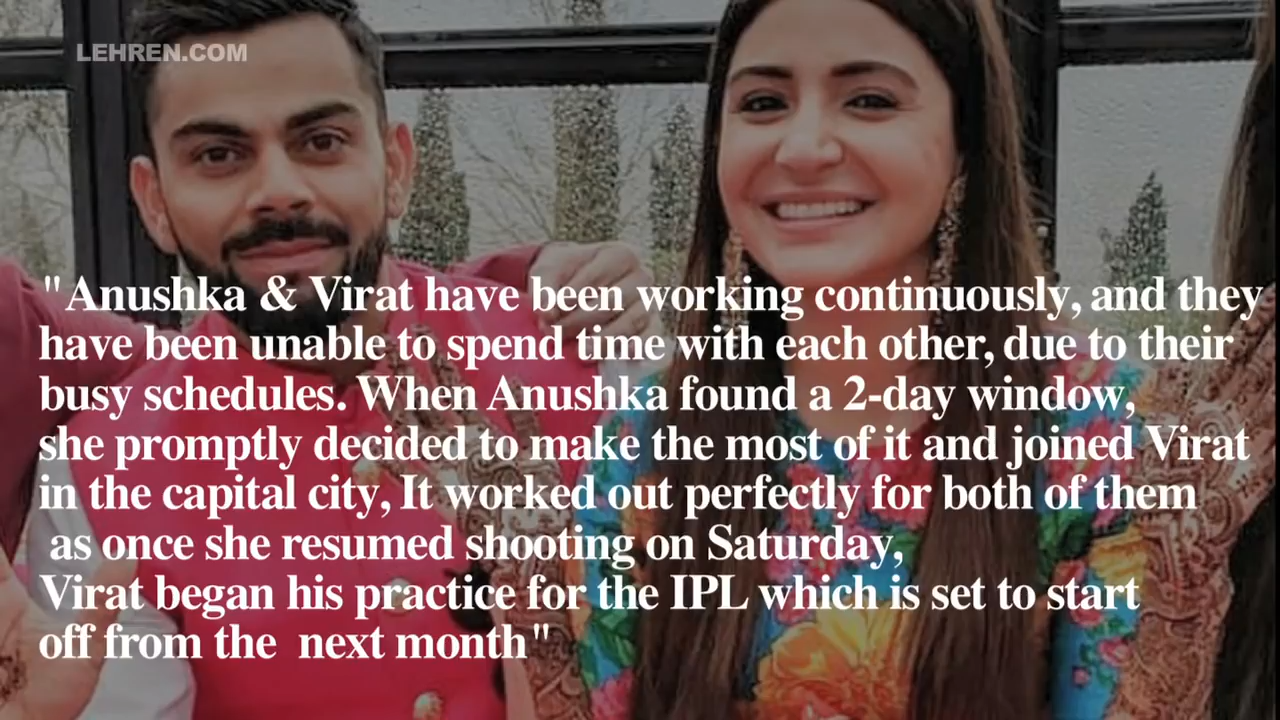 LEHREN.COM
"Anushka & Virat have been working continuously, and they
have been unable to spend time with each other, due to their
busy schedules. When Anushka found a 2-day window,
she promptly decided to make the most of it and joined Virat
in the capital city, It worked out perfectly for both of them
as once she resumed shooting on Saturday,
Virat began his practice for the IPL which is set to start
off from the next month"